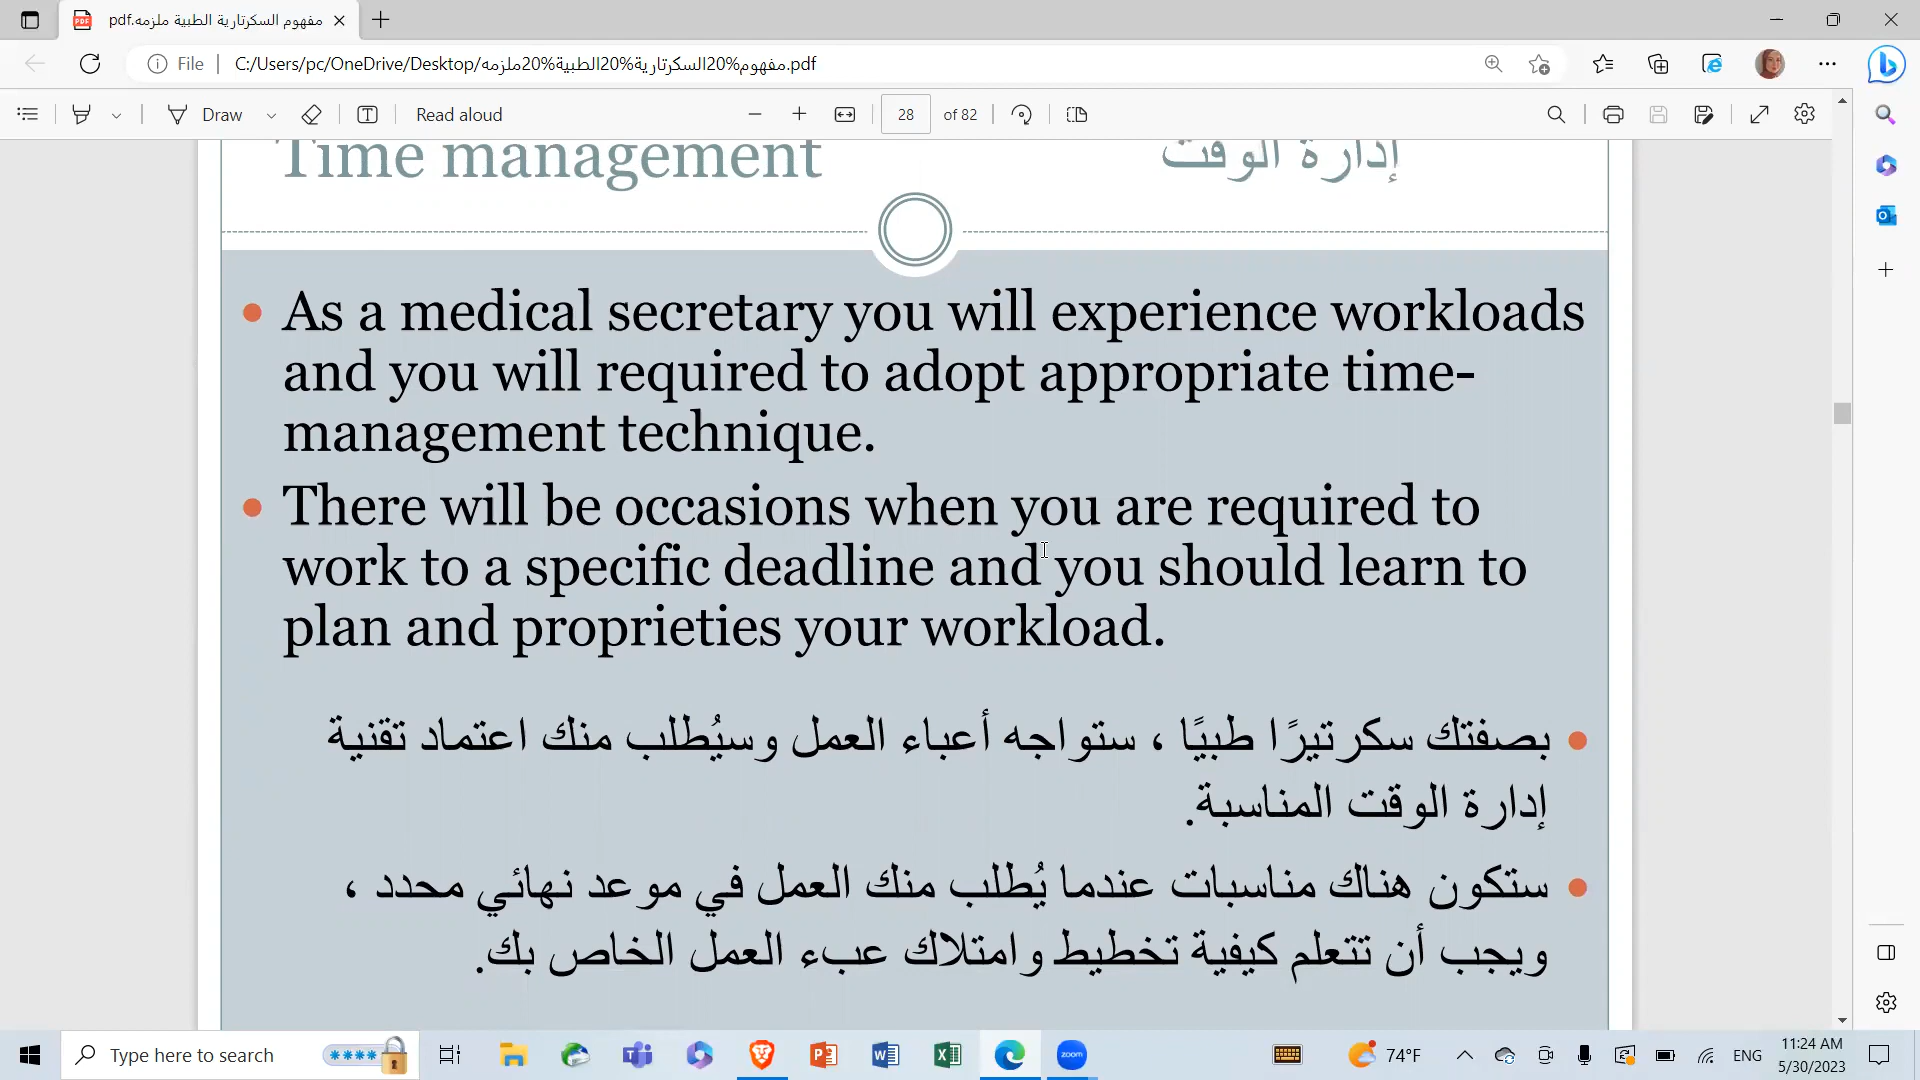 مفهوم السكرتارية الطبية ملزمه.pdf
File
C:/Users/pc/OneDrive/Desktop/مفهوم%20السكرتارية%20الطبية%20ملزمه.pdf
Draw
Read aloud
28 of 82
Time management إدارة الوقت
As a medical secretary you will experience workloads
and you will required to adopt appropriate time-
management technique.
There will be occasions when you are required to
work to a specific deadline and you should learn to
plan and proprieties your workload.
بصفتك سكرتيرًا طبيًا ، ستواجه أعباء العمل وسيُطلب منك اعتماد تقنية
إدارة الوقت المناسبة.
ستكون هناك مناسبات عندما يُطلب منك العمل في موعد نهائي محدد ،
ويجب أن تتعلم كيفية تخطيط وامتلاك عبء العمل الخاص بك.
Type here to search
zoom
74°F
ENG
11:24 AM
5/30/2023